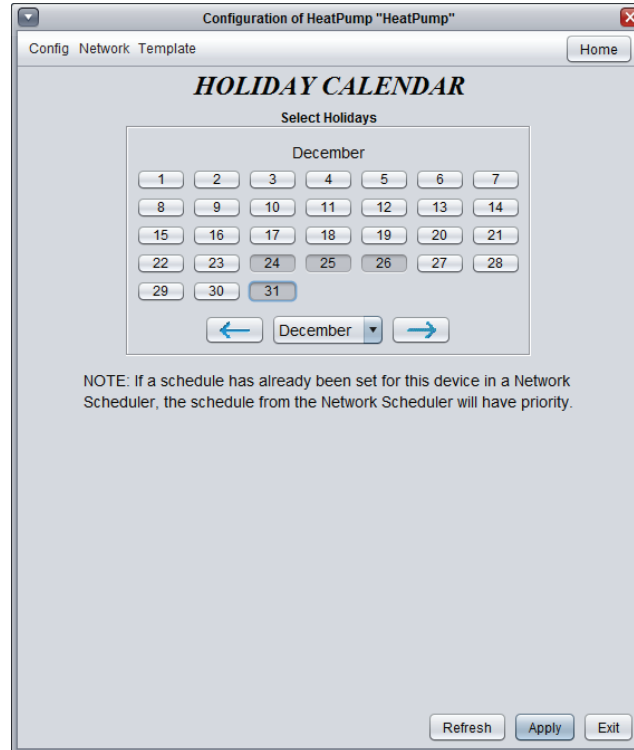 Configuration of HeatPump "HeatPump"
Config Network Template Home
HOLIDAY CALENDAR
Select Holidays
December
1 2 3 4 5 6 7
8 9 10 11 12 13 14
15 16 17 18 19 20 21
22 23 24 25 26 27 28
29 30 31
December
NOTE: If a schedule has already been set for this device in a Network
Scheduler, the schedule from the Network Scheduler will have priority.
Refresh Apply Exit